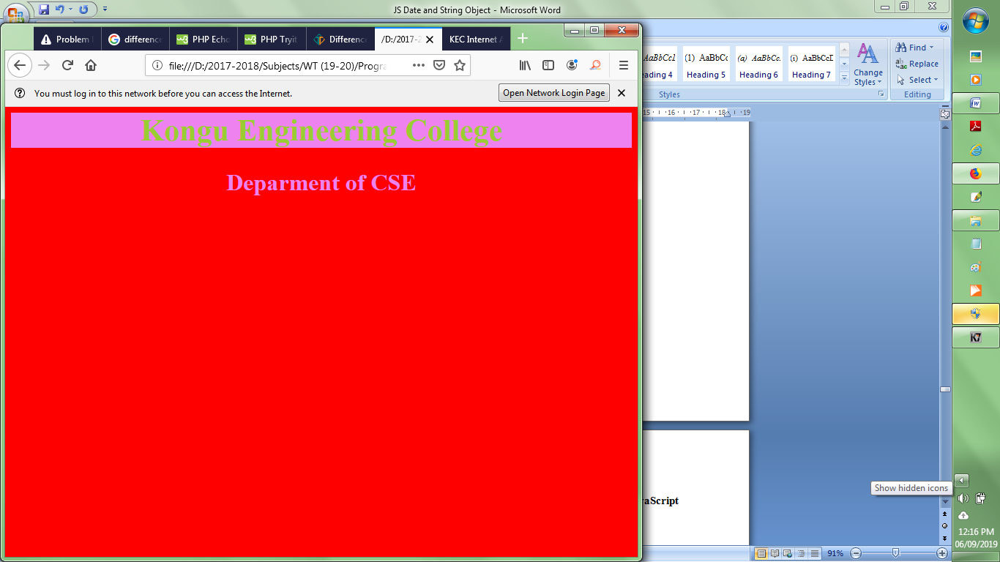 JS Date and String Object - Microsoft Word
Problem
difference
PHP Echo
PHP Tryit
Difference
/D:/2017-2
KEC Internet A
file:///D:/2017-2018/Subjects/WT (19-20)/Progra
You must log in to this network before you can access the Internet.
Open Network Login Page
Kongu Engineering College
Deparment of CSE
AaBbCcI
(1) AaBbCc
(a) AaBbCc.
(i) AaBbCcD
eading 4
Heading 5
Heading 6
Heading 7
Change
Styles
Find
Replace
Select
Styles
Editing
15 16 17 18 19
Show hidden icons
aScript
91%
K7
12:16 PM
06/09/2019